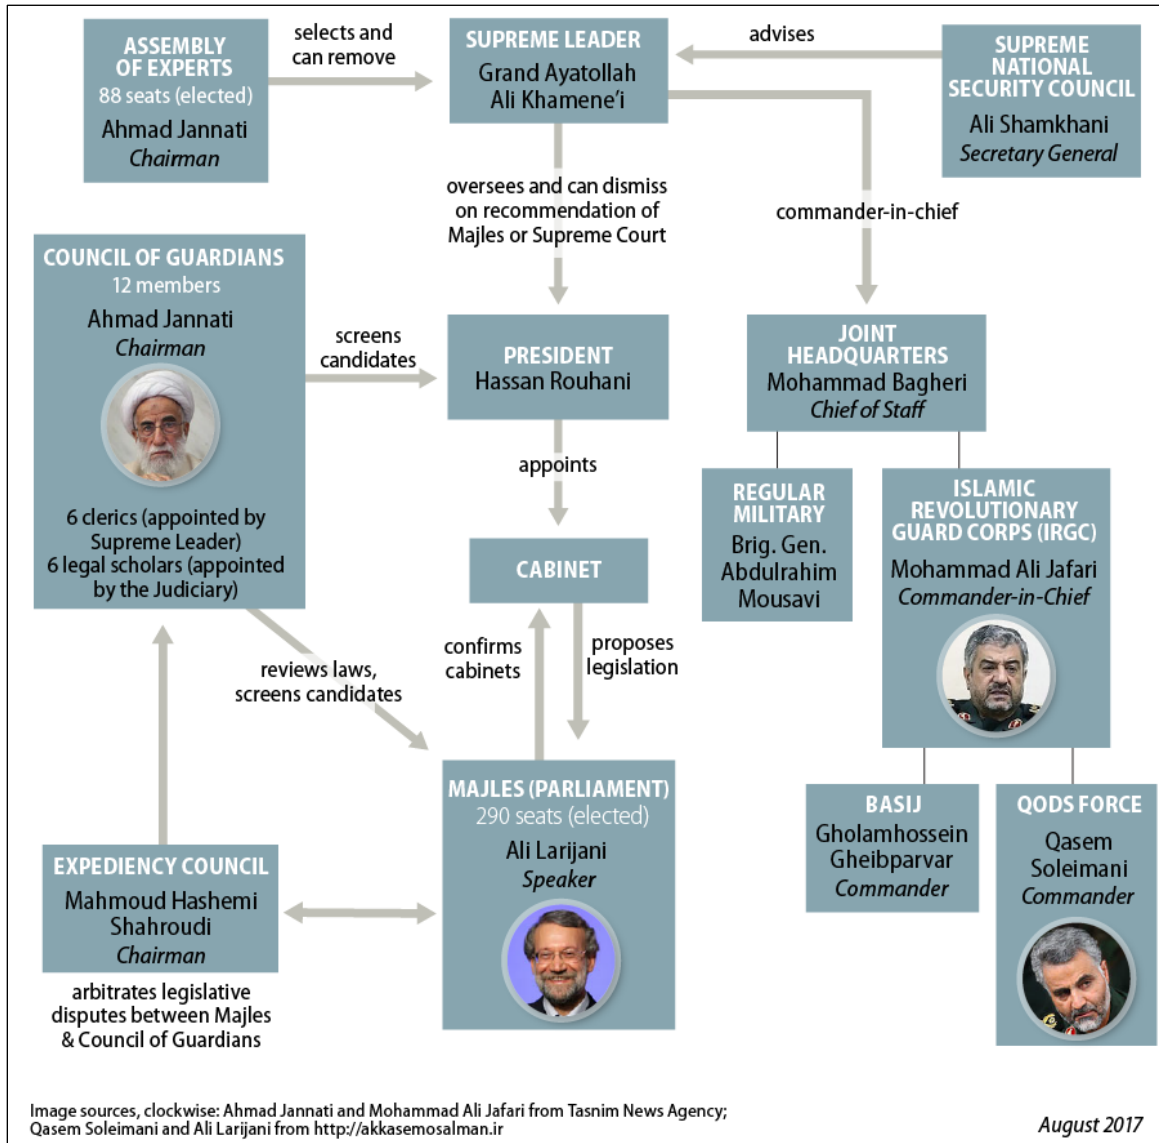 ASSEMBLY
OF EXPERTS
88 seats (elected)
Ahmad Jannati
Chairman
selects and
can remove
SUPREME LEADER
Grand Ayatollah
Ali Khamene’i
advises
SUPREME
NATIONAL
SECURITY COUNCIL
Ali Shamkhani
Secretary General
oversees and can dismiss
on recommendation of
Majles or Supreme Court
commander-in-chief
COUNCIL OF GUARDIANS
12 members
Ahmad Jannati
Chairman
6 clerics (appointed by
Supreme Leader)
6 legal scholars (appointed
by the Judiciary)
screens
candidates
PRESIDENT
Hassan Rouhani
JOINT
HEADQUARTERS
Mohammad Bagheri
Chief of Staff
appoints
REGULAR
MILITARY
Brig. Gen.
Abdulrahim
Mousavi
ISLAMIC
REVOLUTIONARY
GUARD CORPS (IRGC)
Mohammad Ali Jafari
Commander-in-Chief
CABINET
reviews laws,
screens candidates
confirms
cabinets
proposes
legislation
MAJLES (PARLIAMENT)
290 seats (elected)
Ali Larijani
Speaker
BASIJ
Gholamhossein
Gheibparvar
Commander
QODS FORCE
Qasem
Soleimani
Commander
EXPEDIENCY COUNCIL
Mahmoud Hashemi
Shahroudi
Chairman
arbitrates legislative
disputes between Majles
& Council of Guardians
Image sources, clockwise: Ahmad Jannati and Mohammad Ali Jafari from Tasnim News Agency;
Qasem Soleimani and Ali Larijani from http://akkasemosalman.ir
August 2017